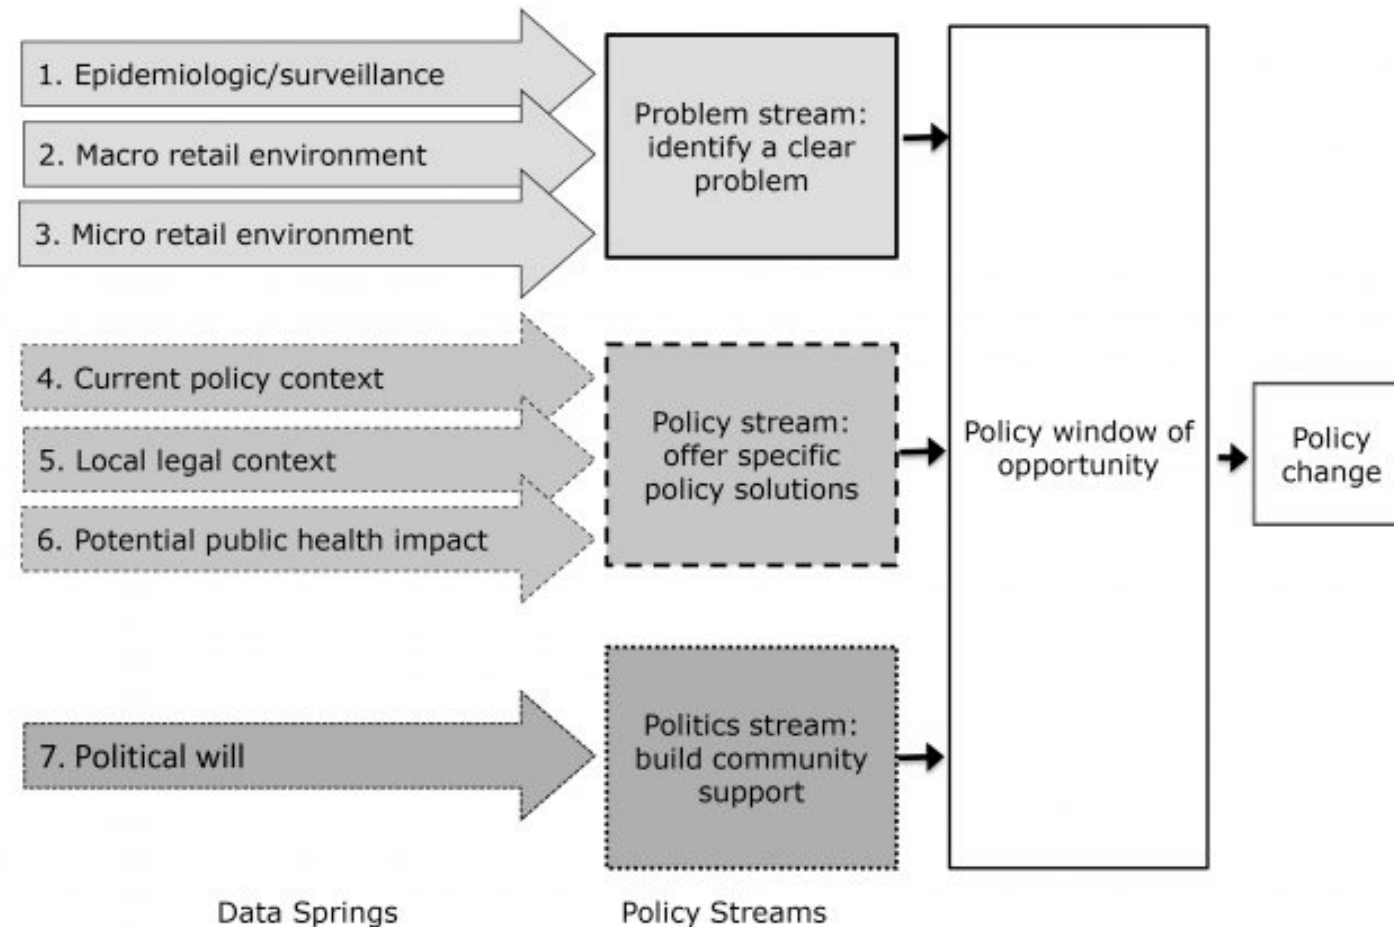 1. Epidemiologic/surveillance
2. Macro retail environment
3. Micro retail environment
Problem stream:
identify a clear
problem
4. Current policy context
5. Local legal context
6. Potential public health impact
Policy stream:
offer specific
policy solutions
7. Political will
Politics stream:
build community
support
Policy window of
opportunity
Policy
change
Data Springs
Policy Streams